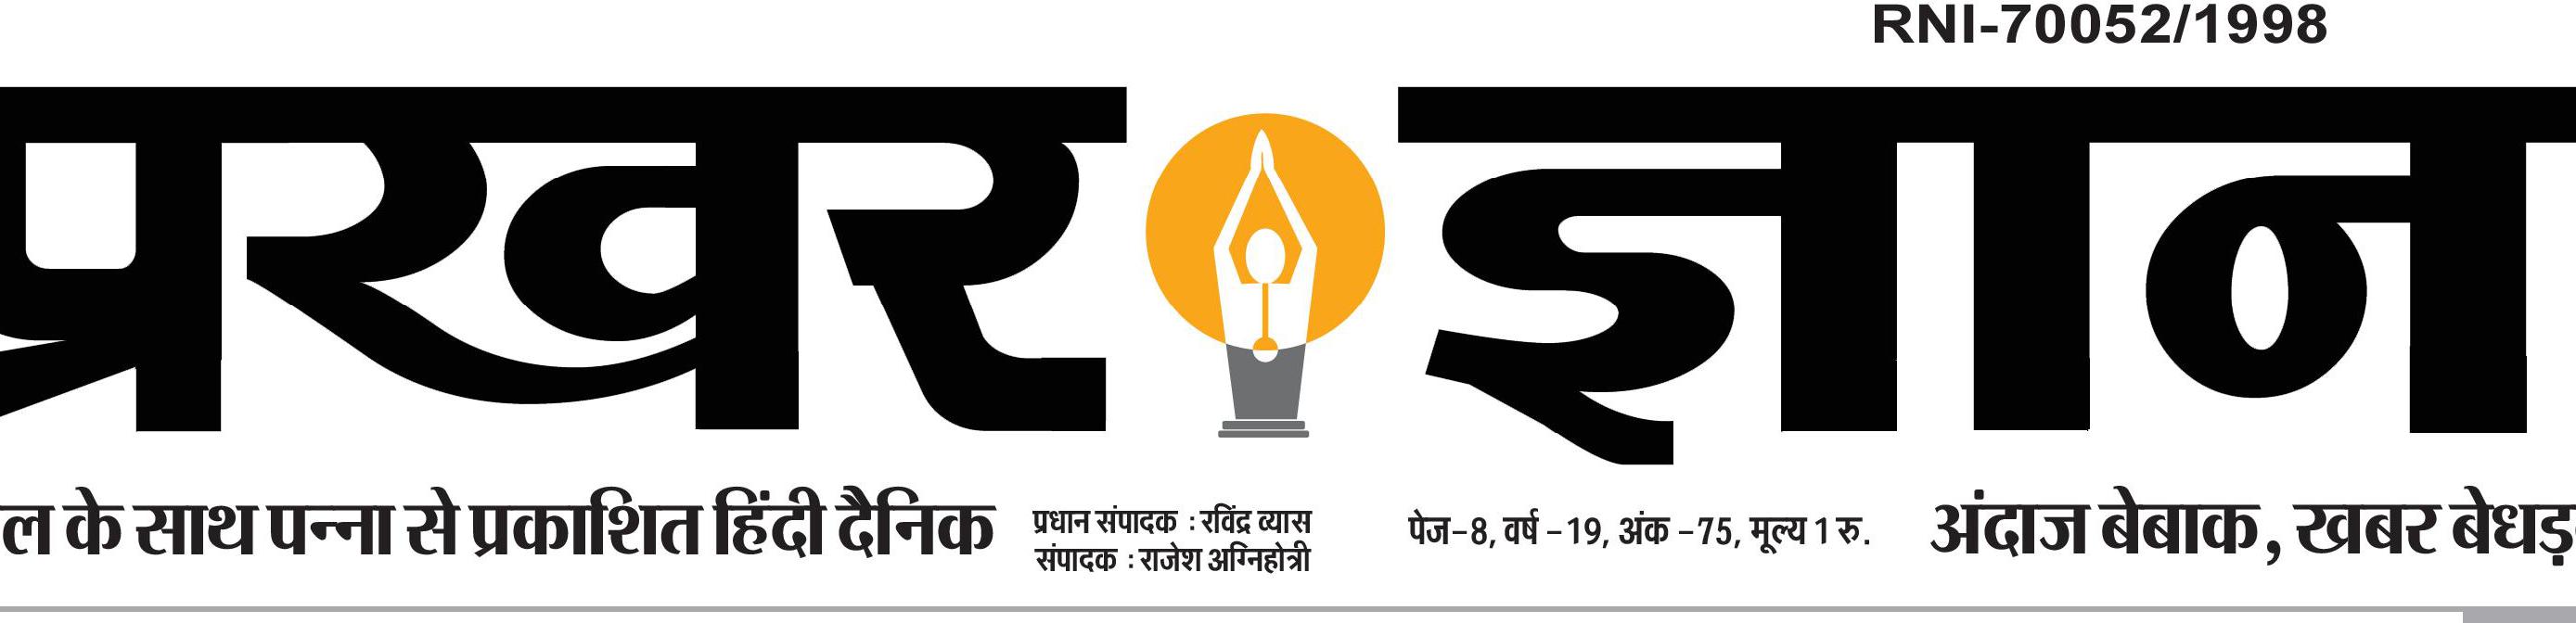 RNI-70052/1998
प्रखर ज्ञान
ल के साथ पन्ना से प्रकाशित हिंदी दैनिक
प्रधान संपादक : रविंद्र व्यास
संपादक : राजेश अग्निहोत्री
पेज-8, वर्ष -19, अंक -75, मूल्य 1 रु.
अंदाज बेबाक, खबर बेधड़